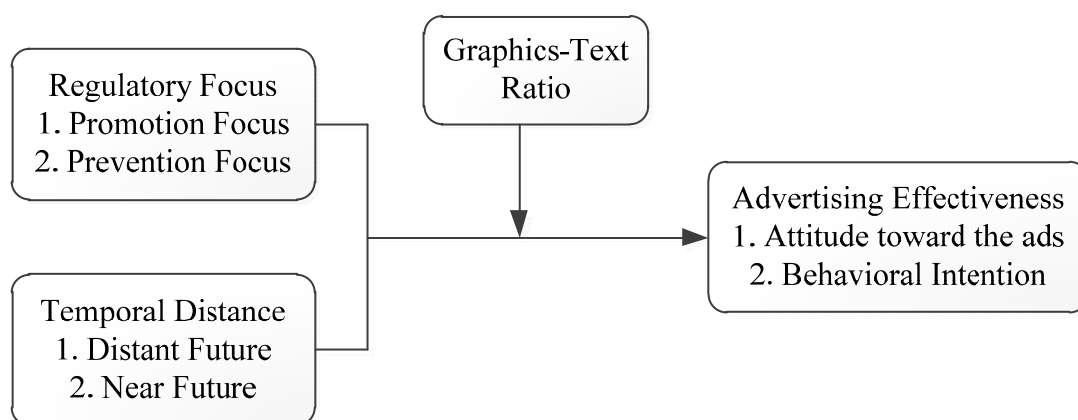 Regulatory Focus
1. Promotion Focus
2. Prevention Focus
Graphics-Text
Ratio
Temporal Distance
1. Distant Future
2. Near Future
Advertising Effectiveness
1. Attitude toward the ads
2. Behavioral Intention